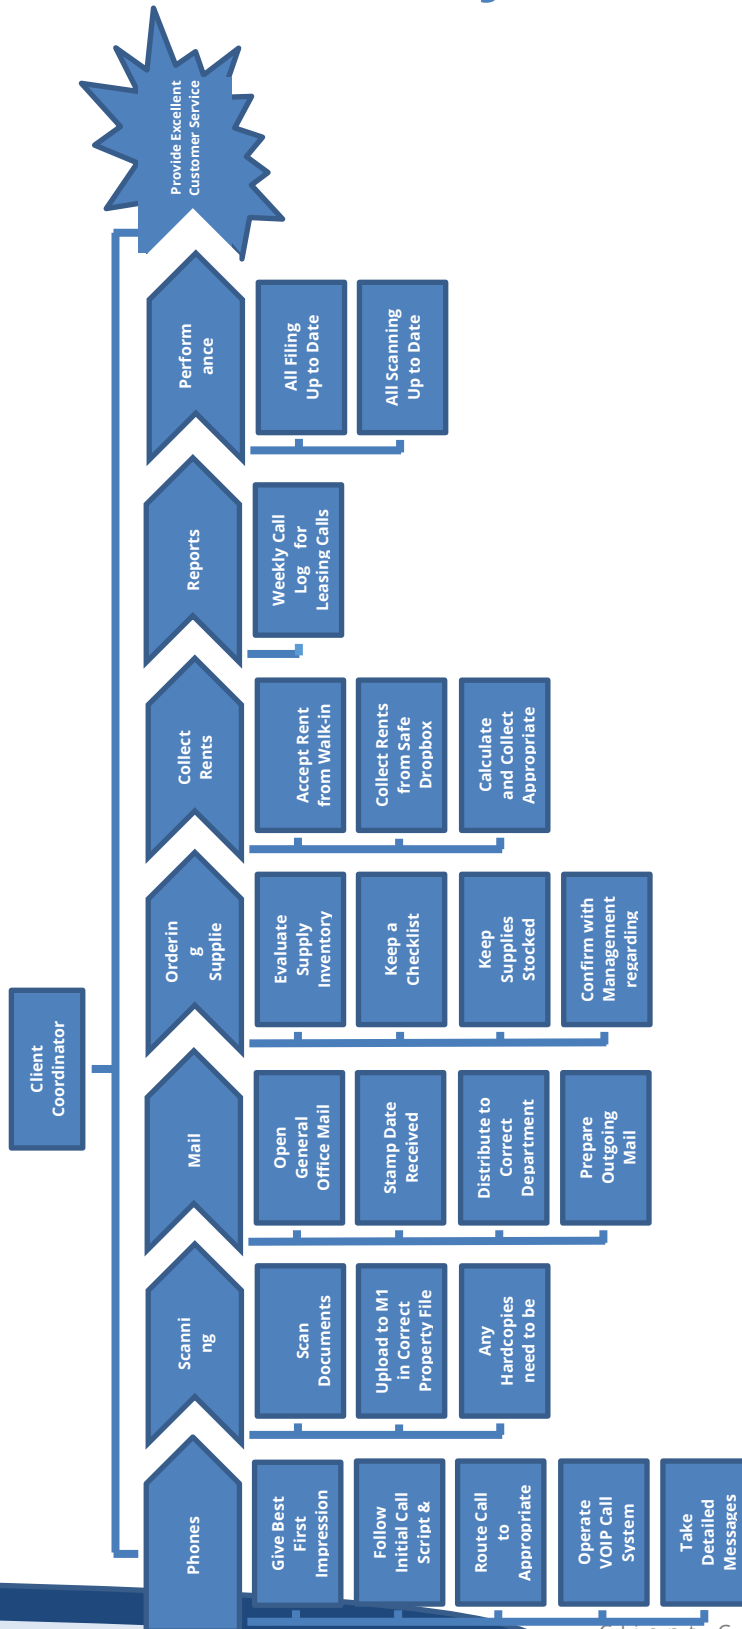 Client
Coordinator
Phones
Give Best
First
Impression
Follow
Initial Call
Script &
Route Call
to
Appropriate
Operate
VOIP Call
System
Take
Detailed
Messages
Scanni
ng
Scan
Documents
Upload to M1
in Correct
Property File
Any
Hardcopies
need to be
Mail
Open
General
Office Mail
Stamp Date
Received
Distribute to
Correct
Department
Prepare
Outgoing
Mail
Orderin
g
Supplie
Evaluate
Supply
Inventory
Keep a
Checklist
Keep
Supplies
Stocked
Confirm with
Management
regarding
Collect
Rents
Accept Rent
from Walk-in
Collect Rents
from Safe
Dropbox
Calculate
and Collect
Appropriate
Reports
Weekly Call
Log for
Leasing Calls
Perform
ance
All Filing
Up to Date
All Scanning
Up to Date
Provide Excellent
Customer Service